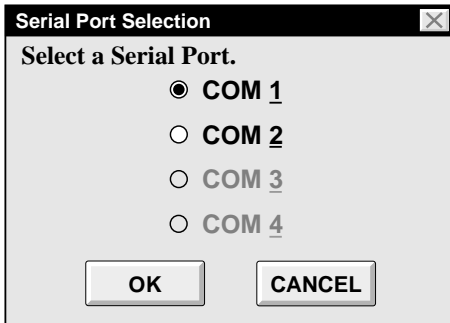 Serial Port Selection
Select a Serial Port.
COM 1
COM 2
COM 3
COM 4
OK CANCEL